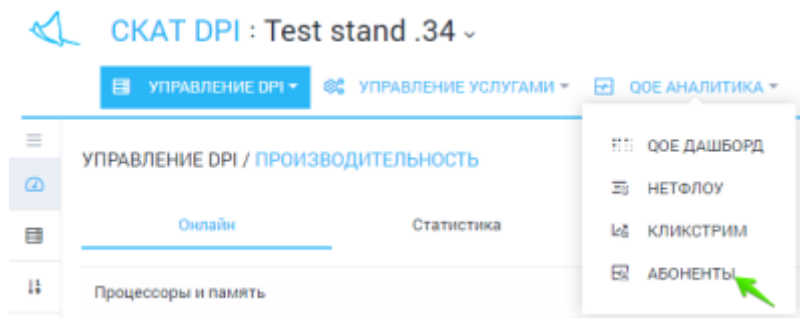 СКАТ DPI : Test stand .34
УПРАВЛЕНИЕ DPI УПРАВЛЕНИЕ УСЛУГАМИ QOE АНАЛИТИКА
QOE ДАШБОРД
УПРАВЛЕНИЕ DPI / ПРОИЗВОДИТЕЛЬНОСТЬ
НЕТФЛОУ
Онлайн Статистика
КЛИКСТРИМ
АБОНЕНТЫ
Процессоры и память